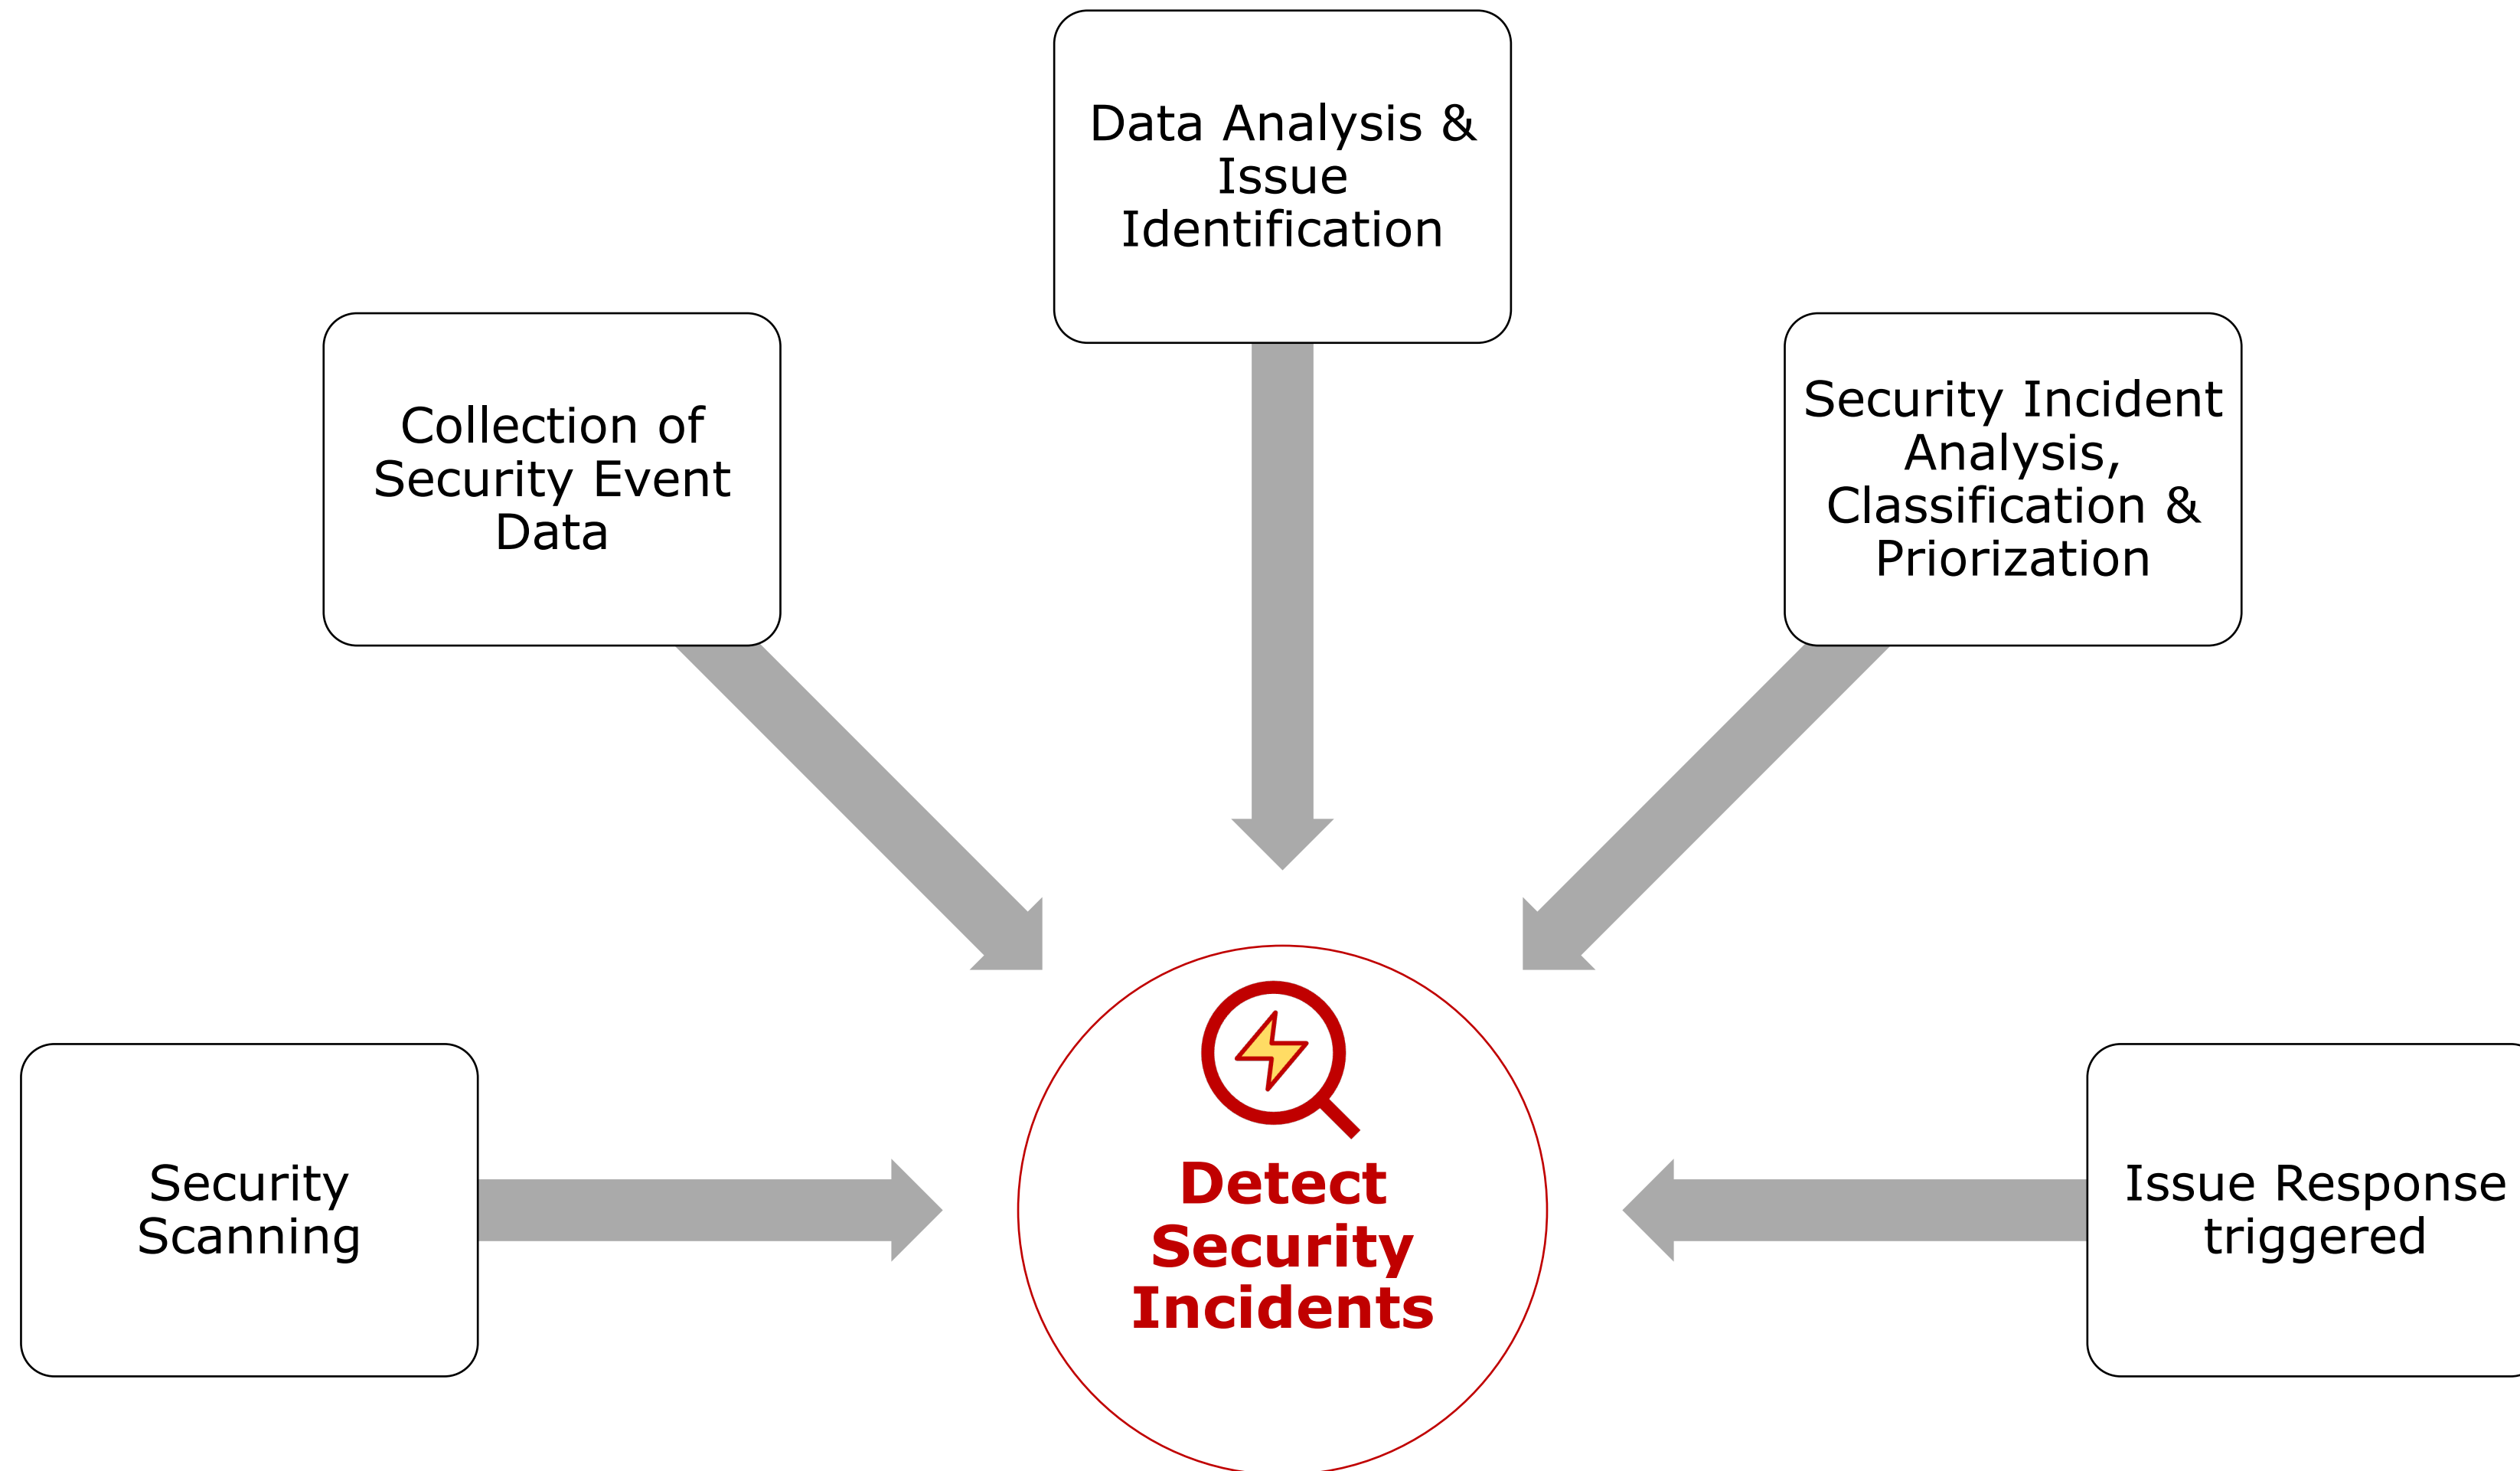 Data Analysis &
Issue
Identification
Collection of
Security Event
Data
Security Incident
Analysis,
Classification &
Priorization
Security
Scanning
Detect
Security
Incidents
Issue Response
triggered